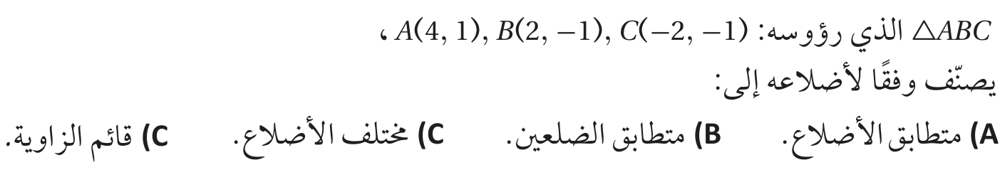 △ABC الذي رؤوسه: A(4, 1), B(2, −1), C(−2, −1) ،
يصنّف وفقًا لأضلاعه إلى:
A) متطابق الأضلاع. B) متطابق الضلعين. C) مختلف الأضلاع. C) قائم الزاوية.